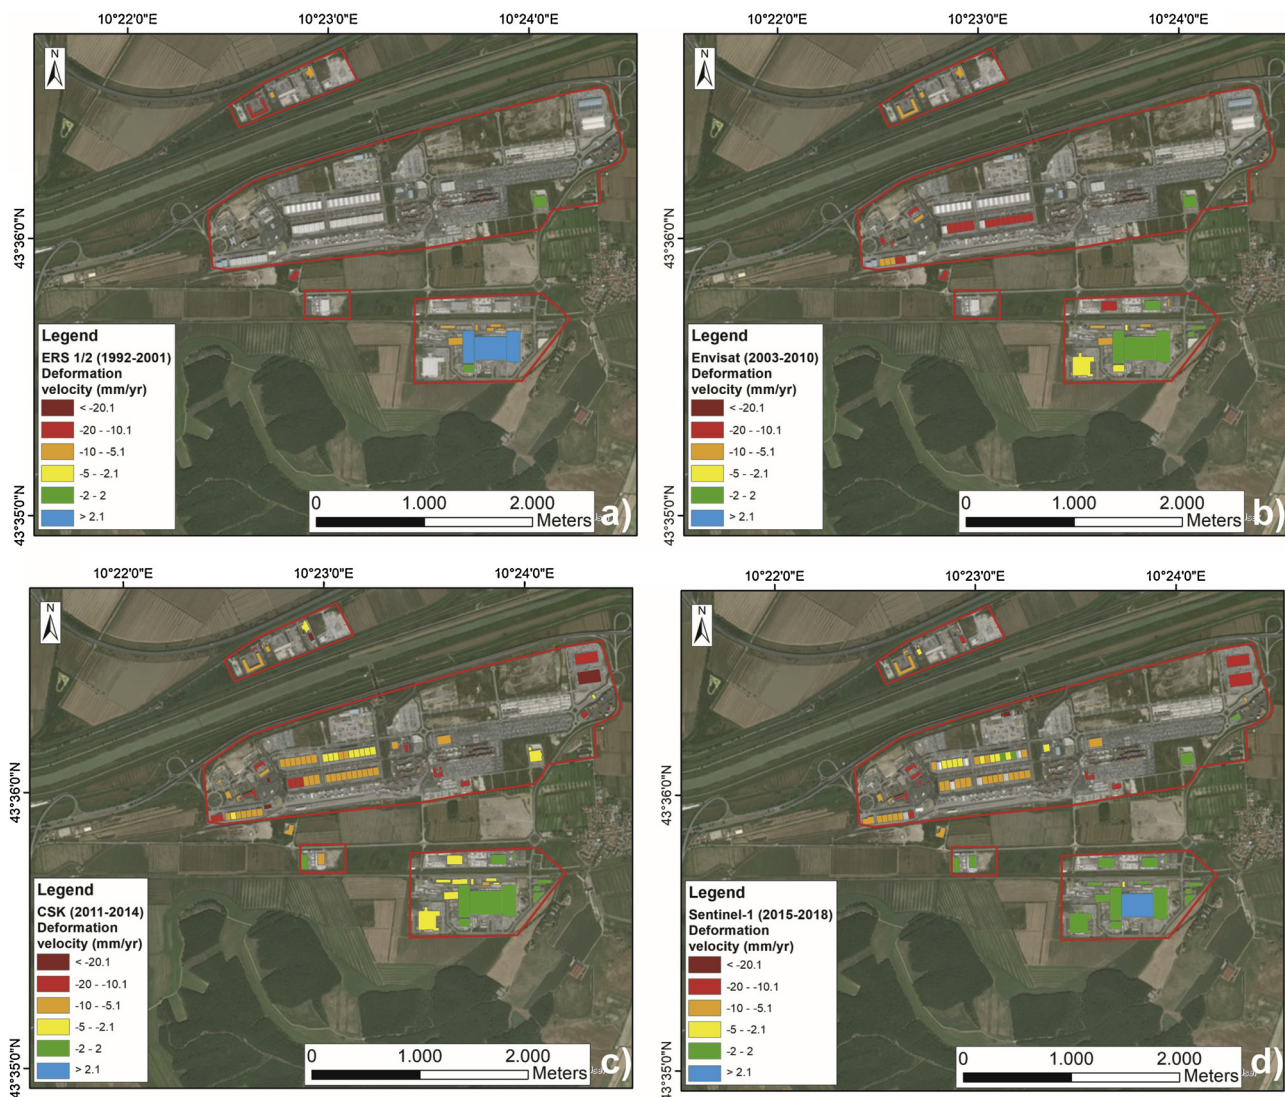 10°22'0"E 10°23'0"E 10°24'0"E
N
43°36'0"N
43°35'0"N
Legend
ERS 1/2 (1992-2001)
Deformation
velocity (mm/yr)
< -20.1
-20 - -10.1
-10 - -5.1
-5 - -2.1
-2 - 2
> 2.1
0 1.000 2.000
Meters
a)
10°22'0"E 10°23'0"E 10°24'0"E
N
43°36'0"N
43°35'0"N
Legend
Envisat (2003-2010)
Deformation
velocity (mm/yr)
< -20.1
-20 - -10.1
-10 - -5.1
-5 - -2.1
-2 - 2
> 2.1
0 1.000 2.000
Meters
b)
10°22'0"E 10°23'0"E 10°24'0"E
N
43°36'0"N
43°35'0"N
Legend
CSK (2011-2014)
Deformation
velocity (mm/yr)
< -20.1
-20 - -10.1
-10 - -5.1
-5 - -2.1
-2 - 2
> 2.1
0 1.000 2.000
Meters
c)
10°22'0"E 10°23'0"E 10°24'0"E
N
43°36'0"N
43°35'0"N
Legend
Sentinel-1 (2015-2018)
Deformation
velocity (mm/yr)
< -20.1
-20 - -10.1
-10 - -5.1
-5 - -2.1
-2 - 2
> 2.1
0 1.000 2.000
Meters
d)